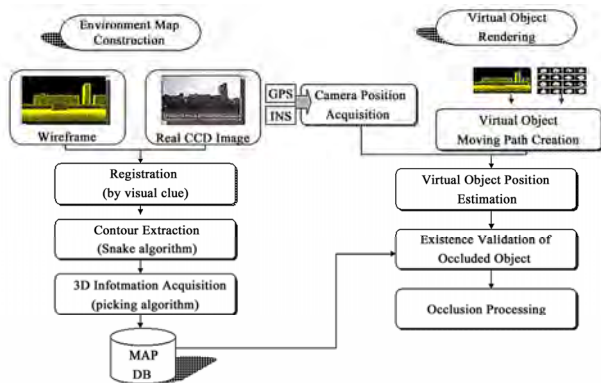 Environment Map
Construction
Wireframe
Real CCD Image
Registration
(by visual clue)
Contour Extraction
(Snake algorithm)
3D Infotmation Acquisition
(picking algorithm)
MAP
DB
GPS
INS
Camera Position
Acquisition
Virtual Object
Rendering
Virtual Object
Moving Path Creation
Virtual Object Position
Estimation
Existence Validation of
Occluded Object
Occlusion Processing